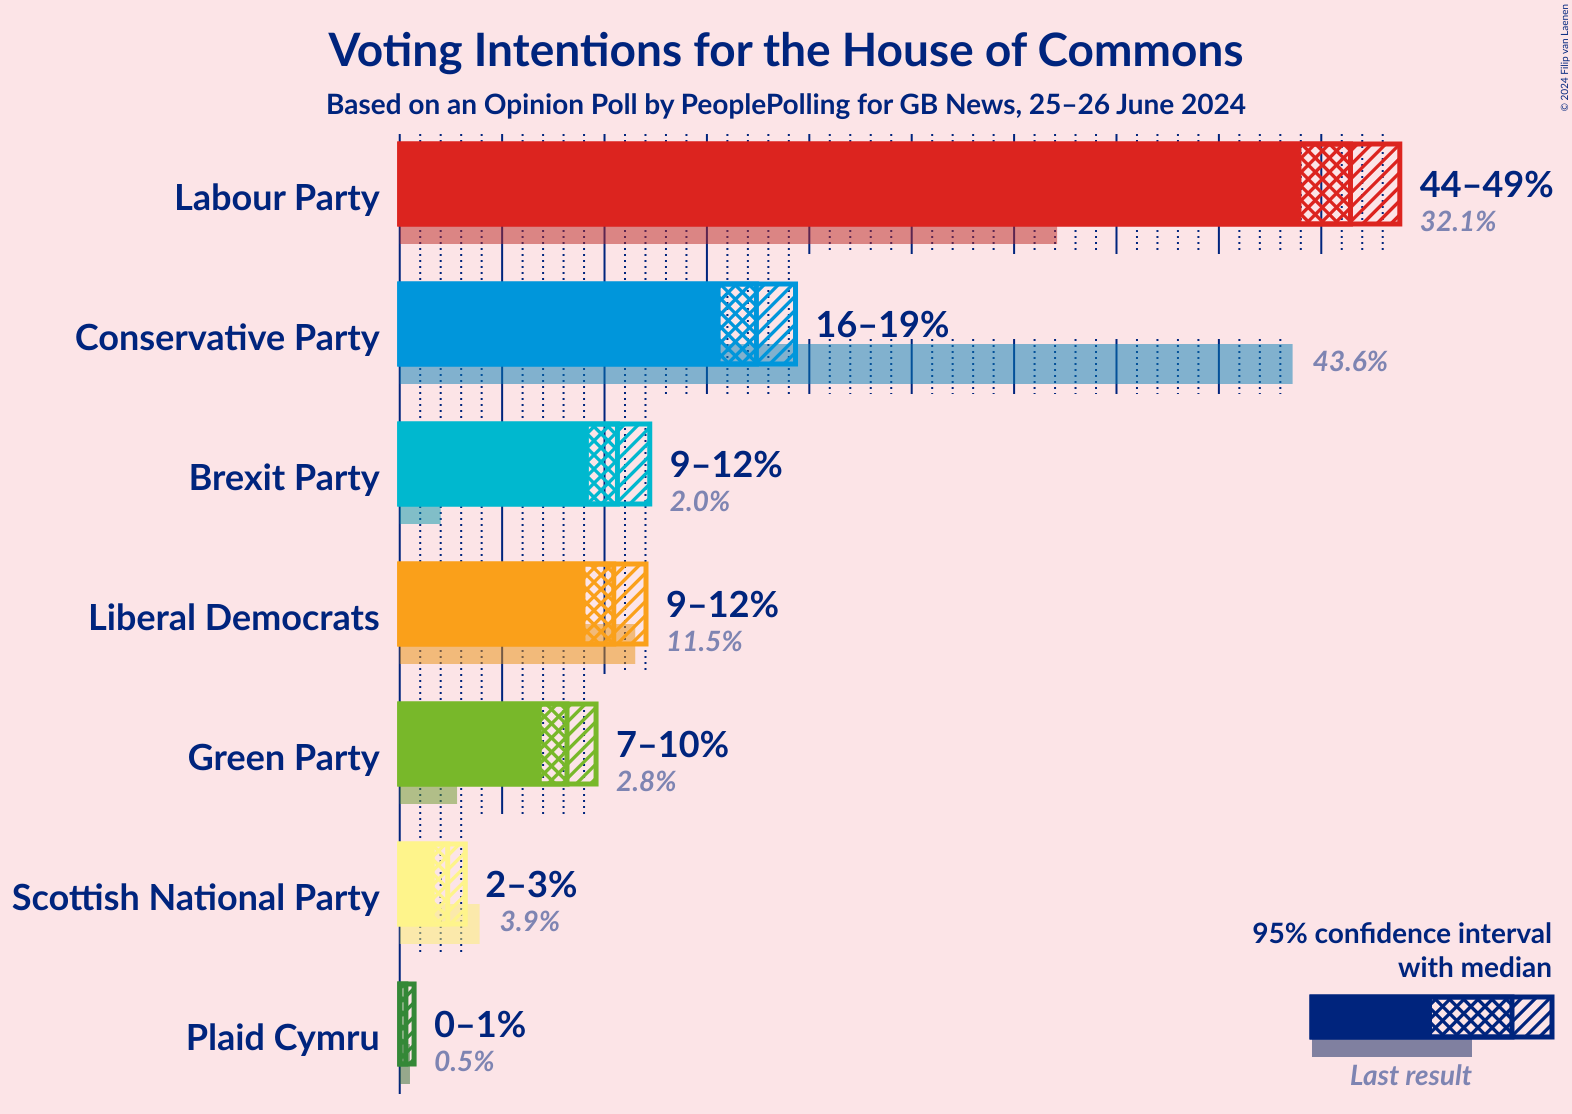 Voting Intentions for the House of Commons
Based on an Opinion Poll by PeoplePolling for GB News, 25–26 June 2024
© 2024 Filip van Laenen
Labour Party
44–49%
32.1%
Conservative Party
16–19%
43.6%
Brexit Party
9–12%
2.0%
Liberal Democrats
9–12%
11.5%
Green Party
7–10%
2.8%
Scottish National Party
2–3%
3.9%
Plaid Cymru
0–1%
0.5%
95% confidence interval
with median
Last result